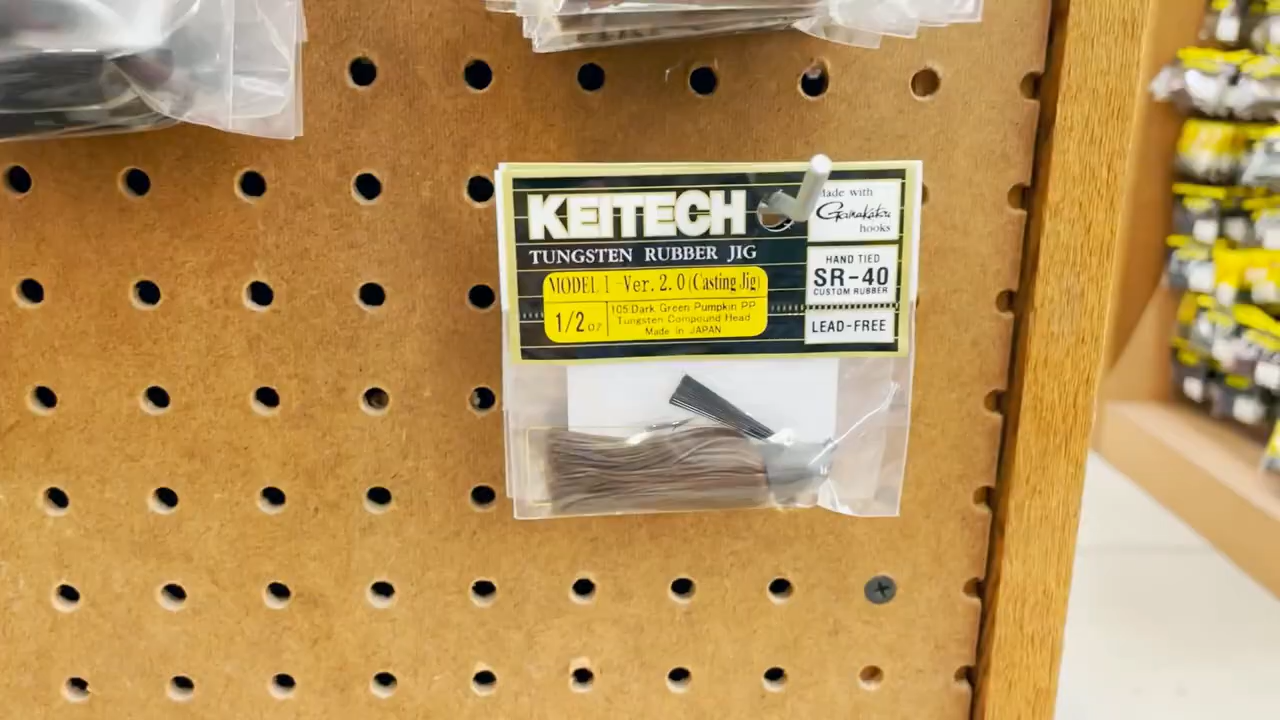 KEITECH
TUNGSTEN RUBBER JIG
MODEL 1 -Ver. 2.0 (Casting Jig)
1/2 oz
105:Dark Green Pumpkin PP
Tungsten Compound Head
Made in JAPAN
Made with
Gamakatsu
hooks
HAND TIED
SR-40
CUSTOM RUBBER
LEAD-FREE